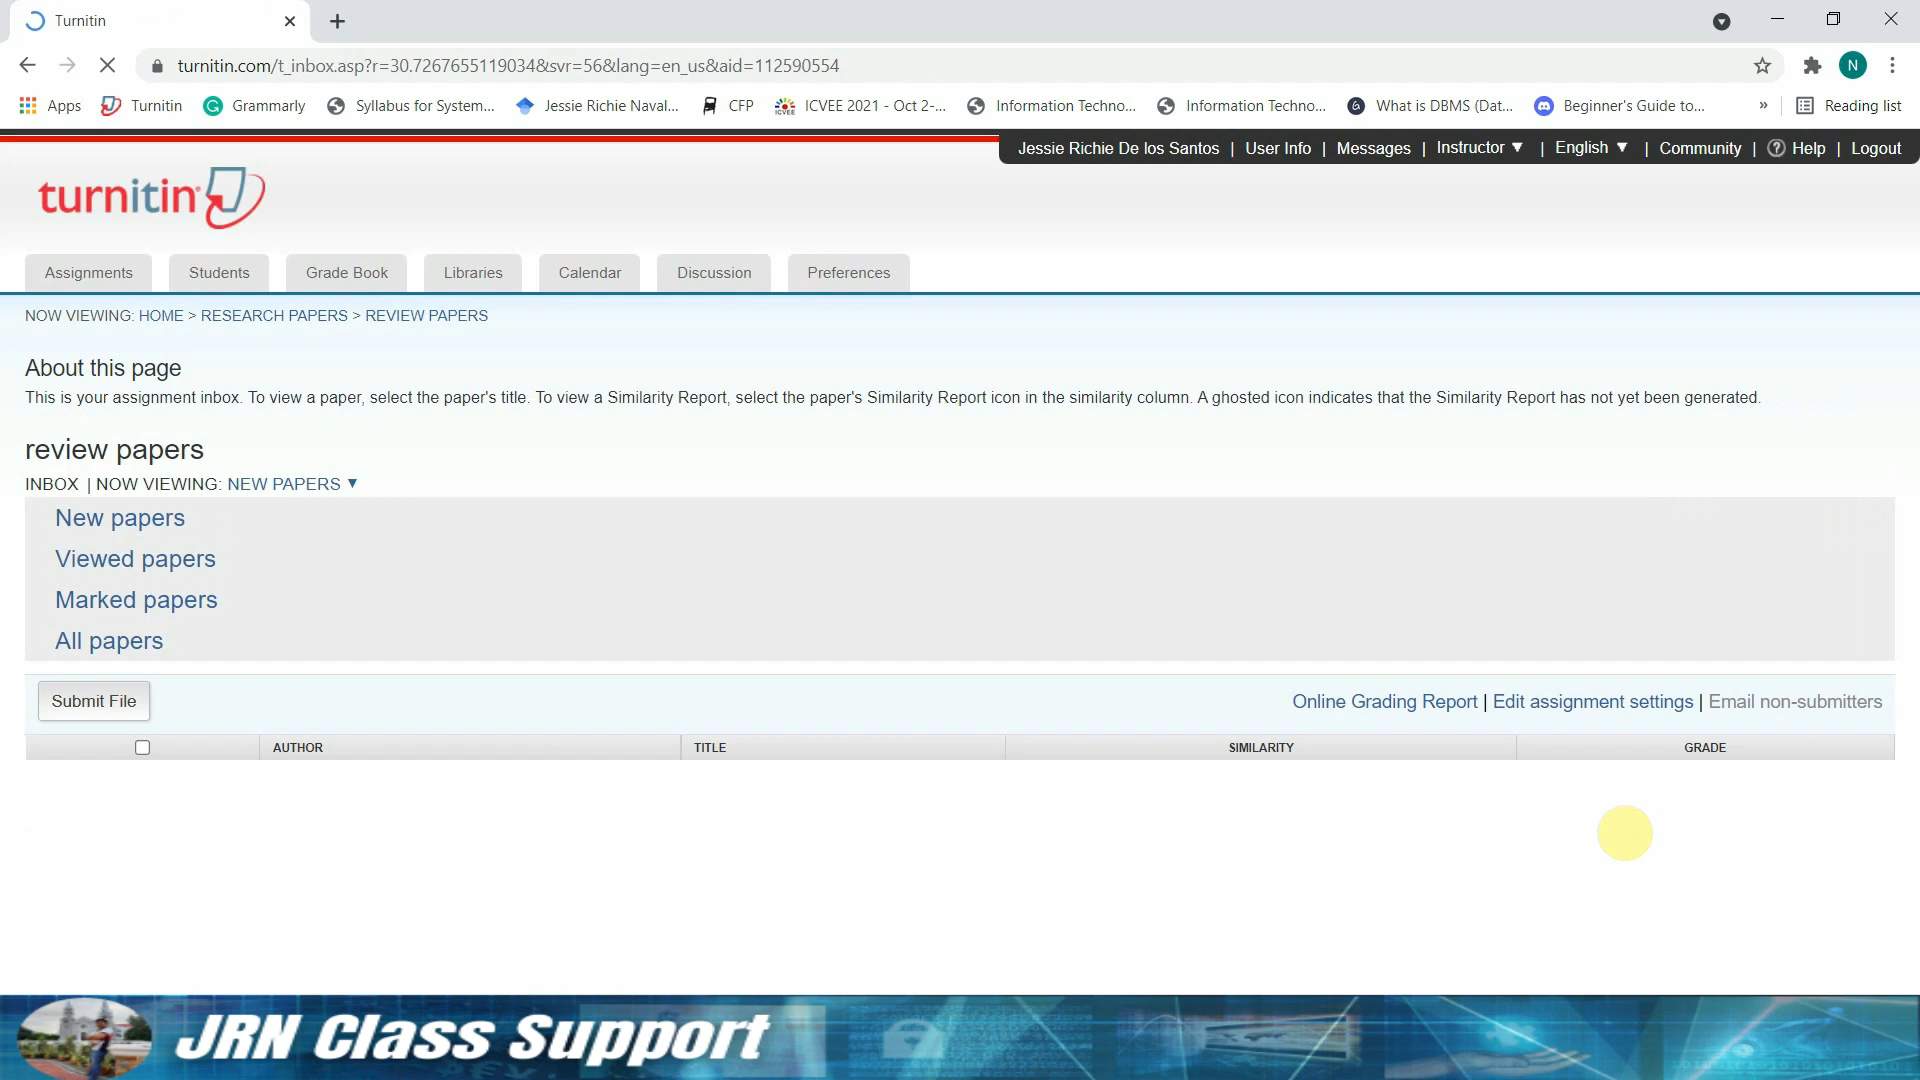 Turnitin
turnitin.com/t_inbox.asp?r=30.7267655119034&svr=56&lang=en_us&aid=112590554
N
Apps Turnitin Grammarly Syllabus for System... Jessie Richie Naval... CFP ICVEE 2021 - Oct 2-... Information Techno... Information Techno... What is DBMS (Dat... Beginner's Guide to... » Reading list
Jessie Richie De los Santos | User Info | Messages | Instructor ▼ | English ▼ | Community | ? Help | Logout
turnitin
Assignments Students Grade Book Libraries Calendar Discussion Preferences
NOW VIEWING: HOME > RESEARCH PAPERS > REVIEW PAPERS
About this page
This is your assignment inbox. To view a paper, select the paper's title. To view a Similarity Report, select the paper's Similarity Report icon in the similarity column. A ghosted icon indicates that the Similarity Report has not yet been generated.
review papers
INBOX | NOW VIEWING: NEW PAPERS ▼
New papers
Viewed papers
Marked papers
All papers
Submit File Online Grading Report | Edit assignment settings | Email non-submitters
AUTHOR TITLE SIMILARITY GRADE
JRN Class Support